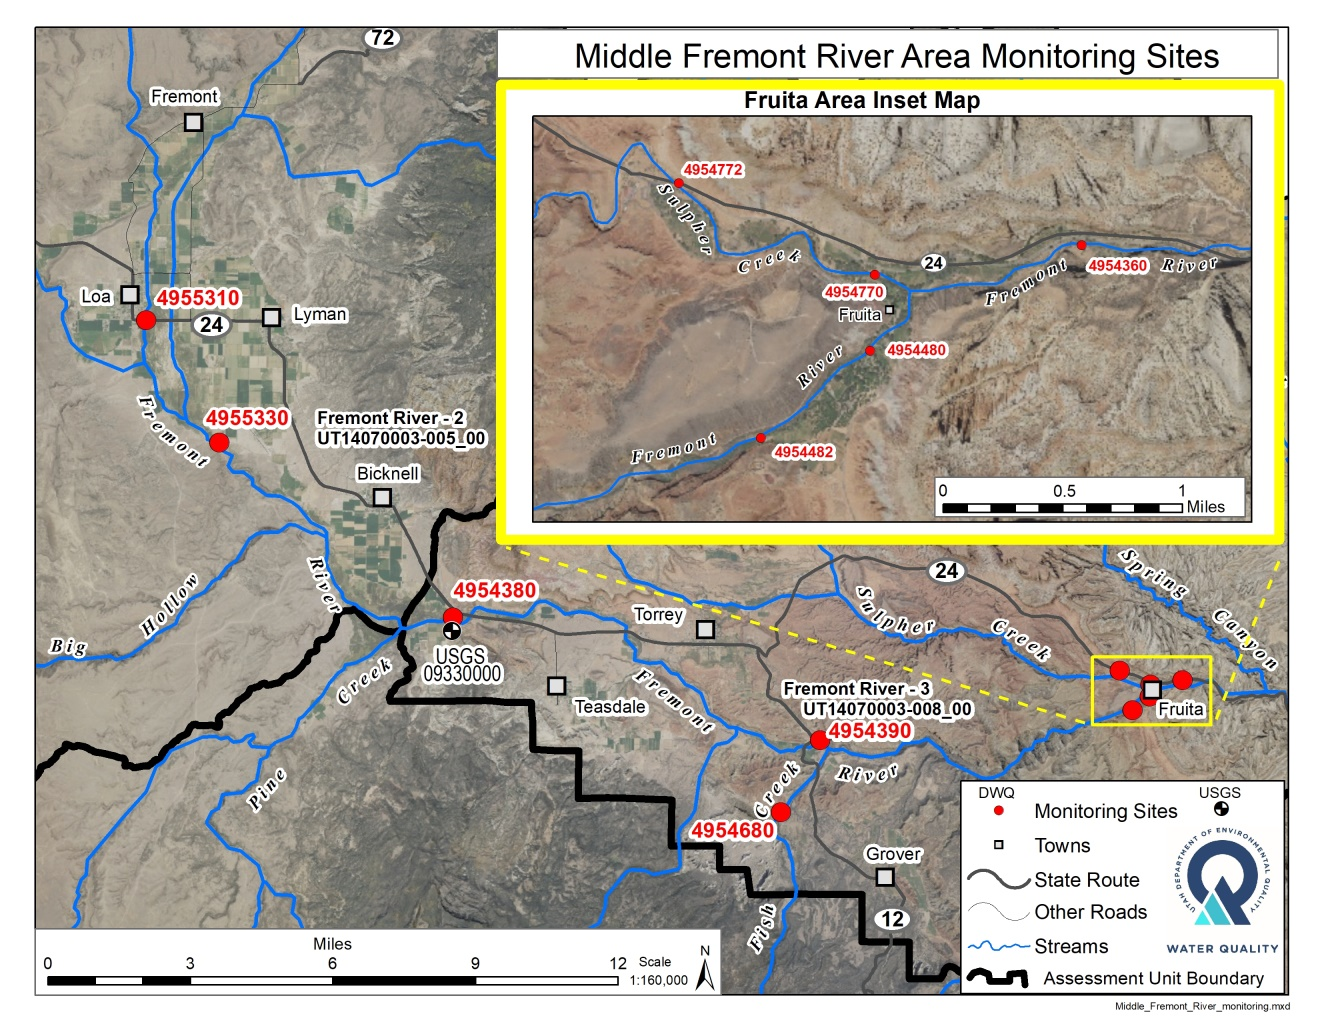 Middle Fremont River Area Monitoring Sites
Fruita Area Inset Map
4954772
Sulpher
Creek
24
4954360
Fremont River
4954770
Fruita
4954480
River
Fremont
4954482
0 0.5 1
Miles
72
Fremont
Loa
4955310
24
Lyman
4955330
Fremont
Fremont River - 2
UT14070003-005_00
Bicknell
River
Big Hollow
4954380
USGS
09330000
Creek
Pine
Torrey
Teasdale
Fremont
24
Sulpher Creek
Spring Canyon
Fruita
Fremont River - 3
UT14070003-008_00
4954390
River
Creek
4954680
Fish
Grover
12
Miles
0 3 6 9 12
Scale
1:160,000
N
DWQ
USGS
Monitoring Sites
Towns
State Route
Other Roads
Streams
Assessment Unit Boundary
UTAH DEPARTMENT OF ENVIRONMENTAL QUALITY
WATER QUALITY
Middle_Fremont_River_monitoring.mxd